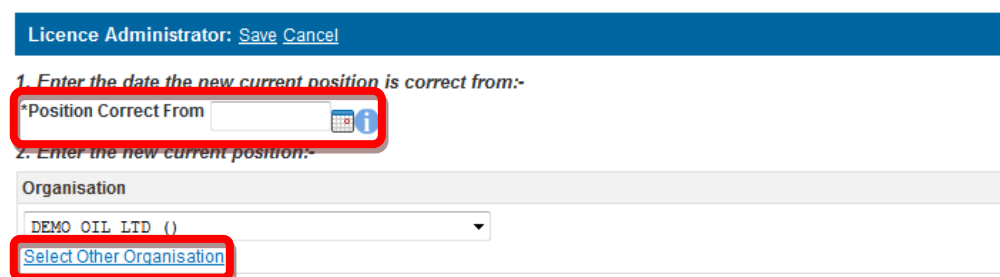 Licence Administrator: Save Cancel
1. Enter the date the new current position is correct from:-
*Position Correct From
2. Enter the new current position:-
Organisation
DEMO OIL LTD ()
Select Other Organisation